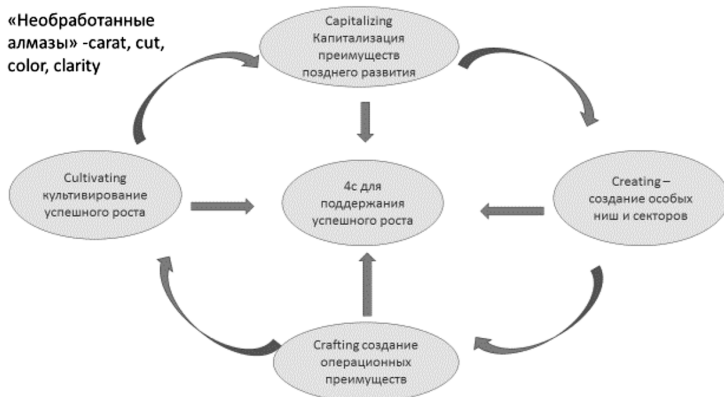 «Необработанные
алмазы» -carat, cut,
color, clarity
Capitalizing
Капитализация
преимуществ
позднего развития
Cultivating
культивирование
успешного роста
4с для
поддержания
успешного роста
Creating –
создание особых
ниш и секторов
Crafting создание
операционных
преимуществ